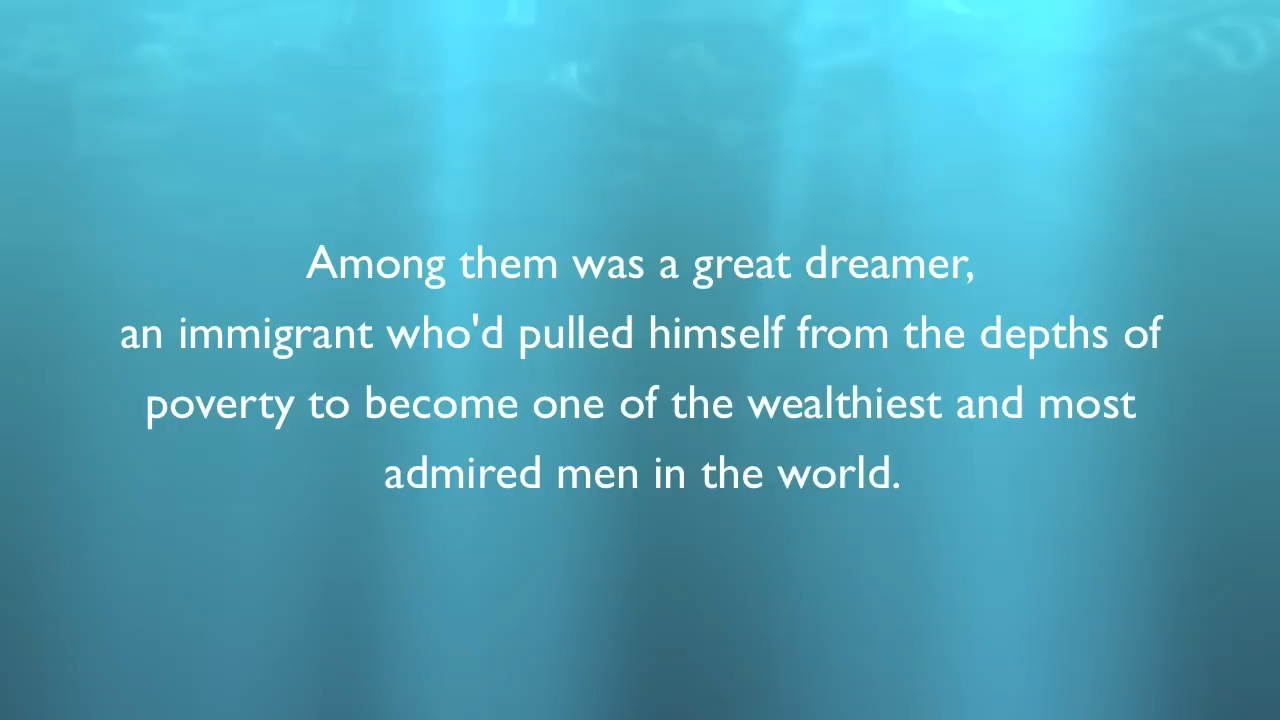 Among them was a great dreamer,
an immigrant who'd pulled himself from the depths of
poverty to become one of the wealthiest and most
admired men in the world.